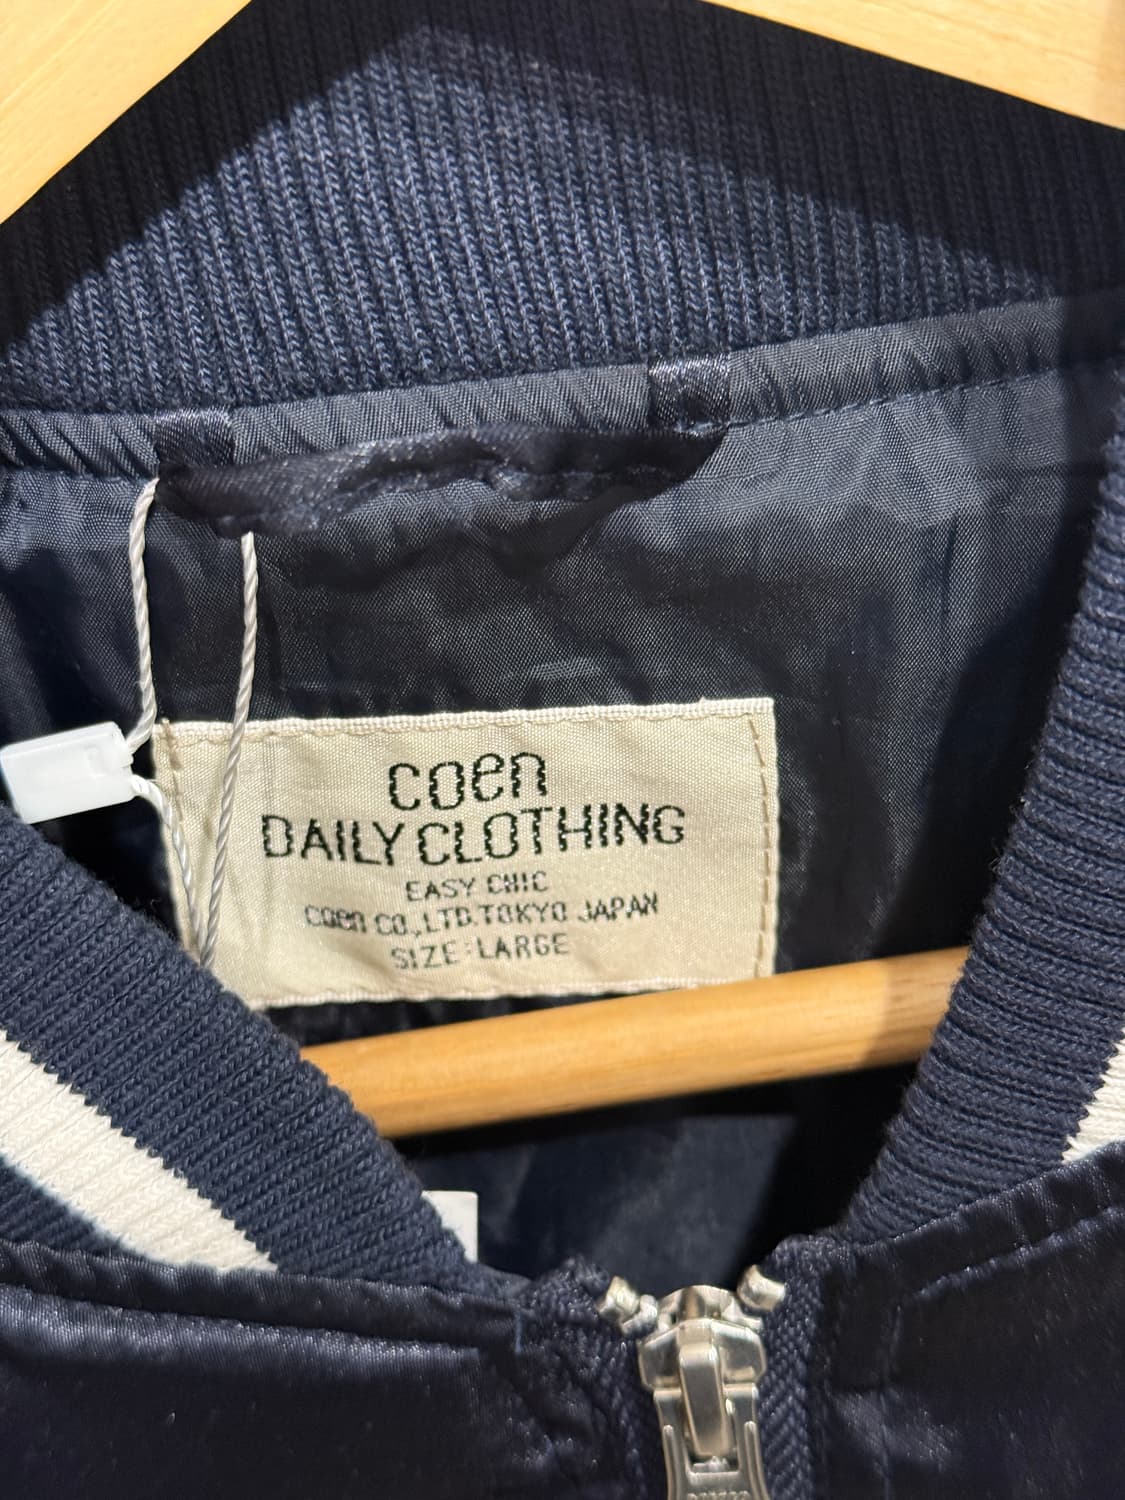 coen
DAILY CLOTHING
EASY CHIC
coen CO.,LTD.TOKYO JAPAN
SIZE:LARGE